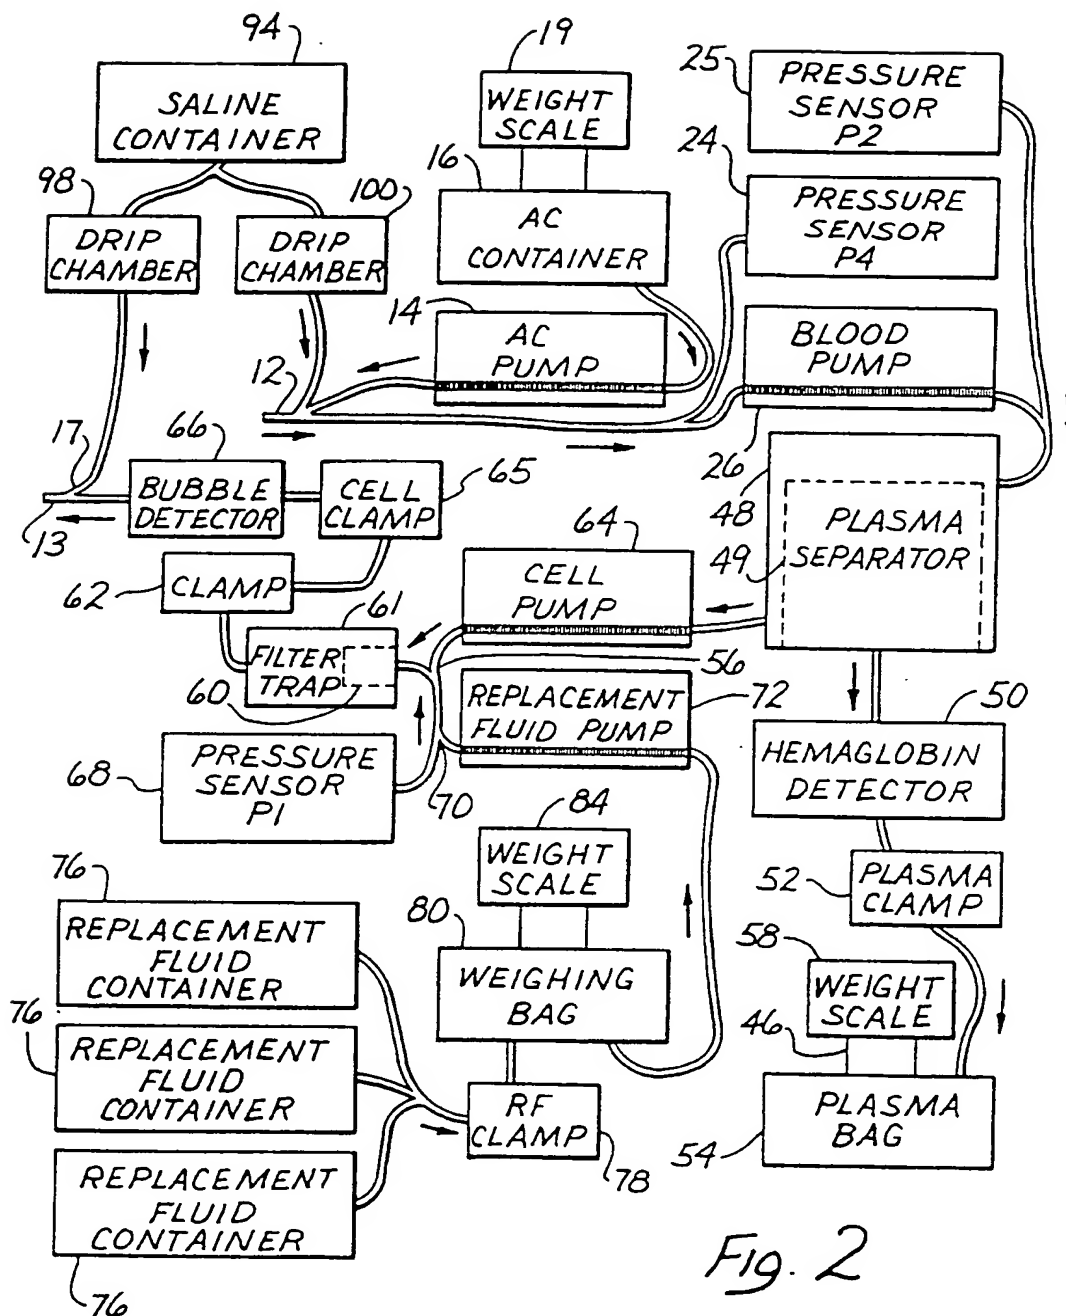 94
SALINE
CONTAINER
19
WEIGHT
SCALE
25
PRESSURE
SENSOR
P2
24
PRESSURE
SENSOR
P4
98
DRIP
CHAMBER
100
DRIP
CHAMBER
16
AC
CONTAINER
14
AC
PUMP
BLOOD
PUMP
26
12
17
13
66
BUBBLE
DETECTOR
CELL
CLAMP
65
48
49
PLASMA
SEPARATOR
64
CELL
PUMP
62
CLAMP
61
FILTER
TRAP
60
56
REPLACEMENT
FLUID PUMP
72
50
HEMAGLOBIN
DETECTOR
68
PRESSURE
SENSOR
P1
70
84
WEIGHT
SCALE
52
PLASMA
CLAMP
76
REPLACEMENT
FLUID
CONTAINER
80
WEIGHING
BAG
58
WEIGHT
SCALE
46
76
REPLACEMENT
FLUID
CONTAINER
RF
CLAMP
78
PLASMA
BAG
54
REPLACEMENT
FLUID
CONTAINER
76
Fig. 2